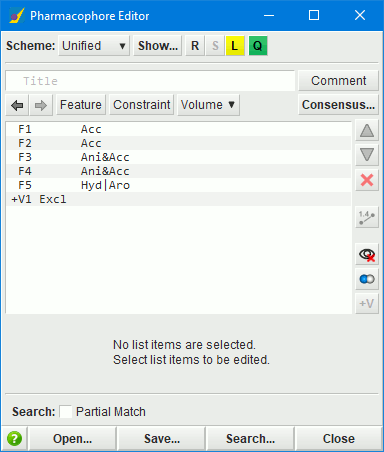 Pharmacophore Editor
Scheme: Unified ▼ Show... R S L Q
Title Comment
Feature Constraint Volume ▼ Consensus...
F1 Acc
F2 Acc
F3 Ani&Acc
F4 Ani&Acc
F5 Hyd|Aro
+V1 Excl
1.4
+V
No list items are selected.
Select list items to be edited.
Search: Partial Match
? Open... Save... Search... Close